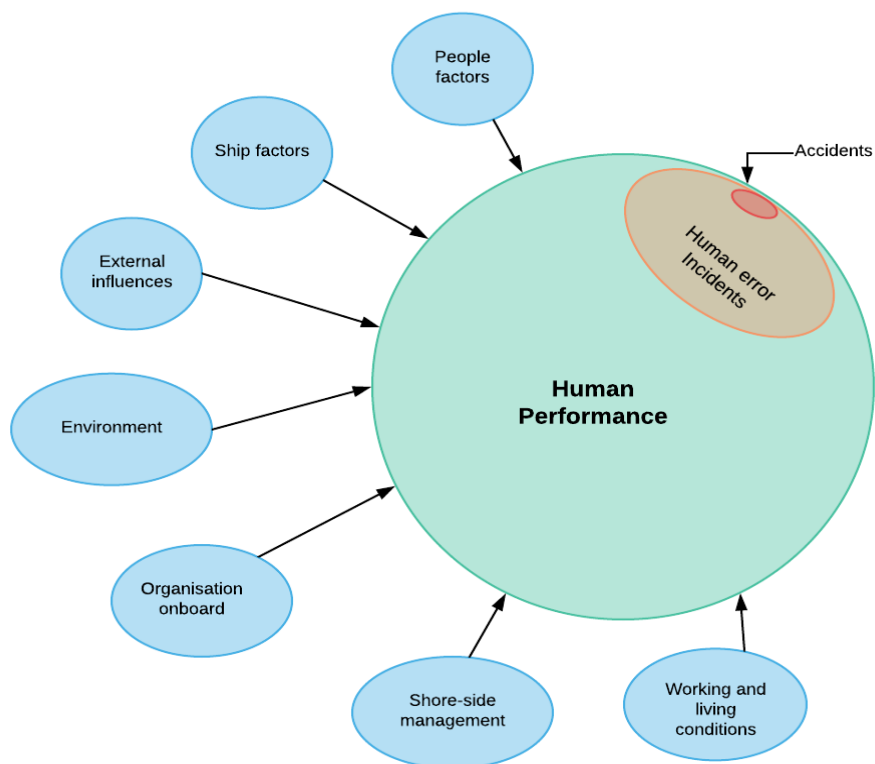 People
factors
Ship factors
Accidents
External
influences
Human error
Incidents
Human
Performance
Environment
Organisation
onboard
Shore-side
management
Working and
living
conditions